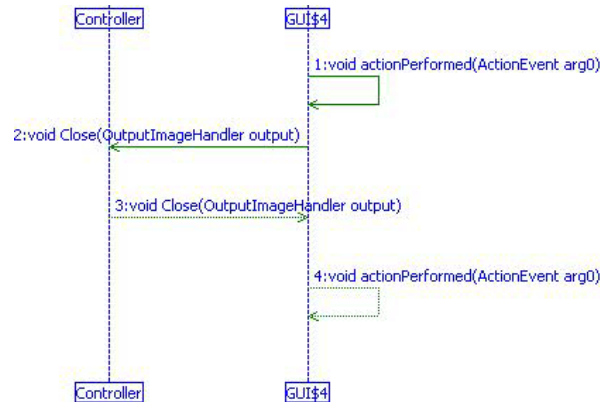 Controller GUI$4
1:void actionPerformed(ActionEvent arg0)
2:void Close(OutputImageHandler output)
3:void Close(OutputImageHandler output)
4:void actionPerformed(ActionEvent arg0)
Controller GUI$4